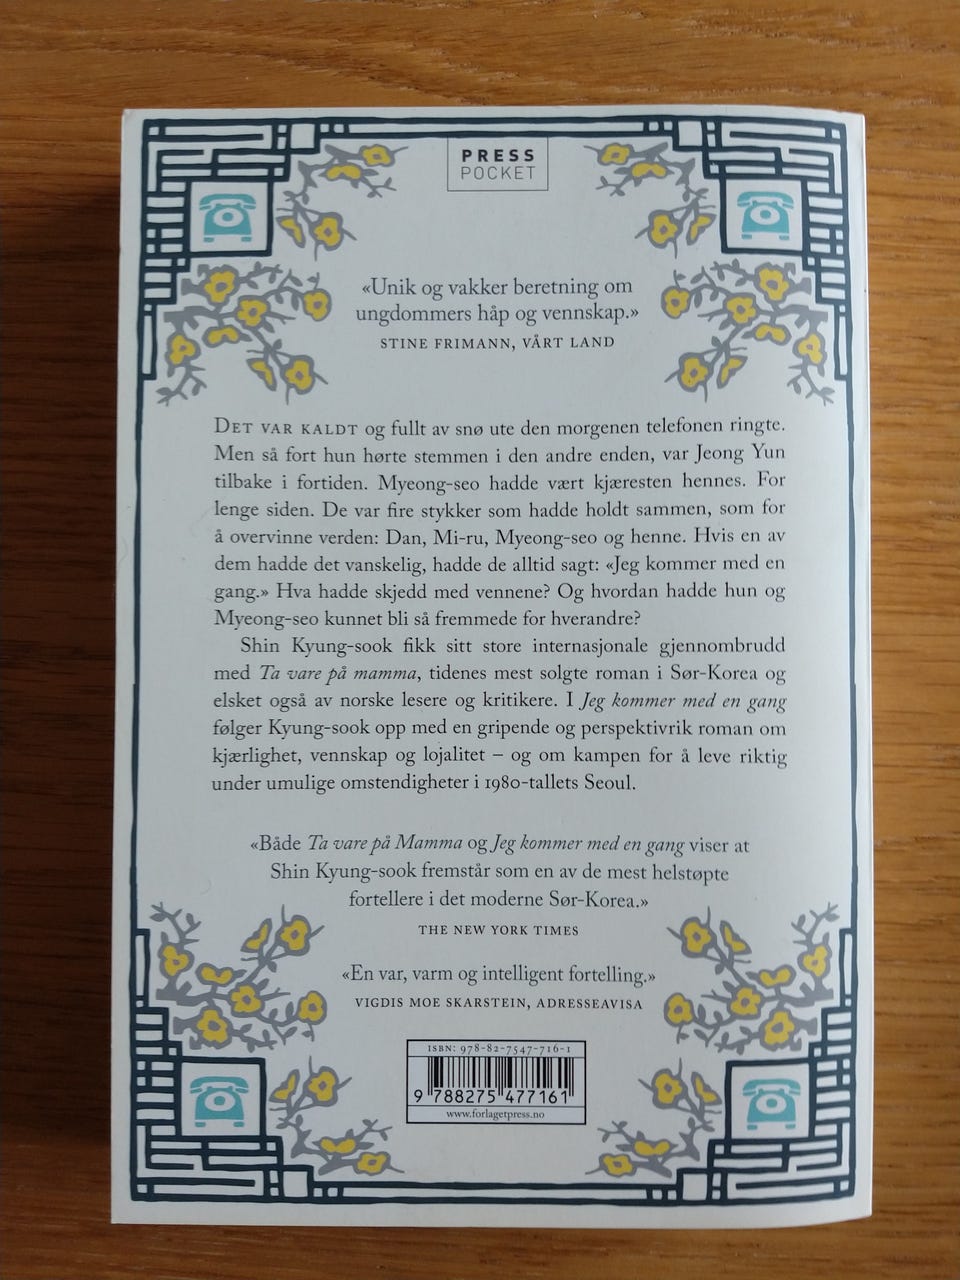 PRESS
POCKET
«Unik og vakker beretning om
ungdommers håp og vennskap.»
STINE FRIMANN, VÅRT LAND
DET VAR KALDT og fullt av snø ute den morgenen telefonen ringte.
Men så fort hun hørte stemmen i den andre enden, var Jeong Yun
tilbake i fortiden. Myeong-seo hadde vært kjæresten hennes. For
lenge siden. De var fire stykker som hadde holdt sammen, som for
å overvinne verden: Dan, Mi-ru, Myeong-seo og henne. Hvis en av
dem hadde det vanskelig, hadde de alltid sagt: «Jeg kommer med en
gang.» Hva hadde skjedd med vennene? Og hvordan hadde hun og
Myeong-seo kunnet bli så fremmede for hverandre?
Shin Kyung-sook fikk sitt store internasjonale gjennombrudd
med Ta vare på mamma, tidenes mest solgte roman i Sør-Korea og
elsket også av norske lesere og kritikere. I Jeg kommer med en gang
følger Kyung-sook opp med en gripende og perspektivrik roman om
kjærlighet, vennskap og lojalitet – og om kampen for å leve riktig
under umulige omstendigheter i 1980-tallets Seoul.
«Både Ta vare på Mamma og Jeg kommer med en gang viser at
Shin Kyung-sook fremstår som en av de mest helstøpte
fortellere i det moderne Sør-Korea.»
THE NEW YORK TIMES
«En var, varm og intelligent fortelling.»
VIGDIS MOE SKARSTEIN, ADRESSEAVISA
ISBN: 978-82-7547-716-1
9 788275 477161
www.forlagetpress.no